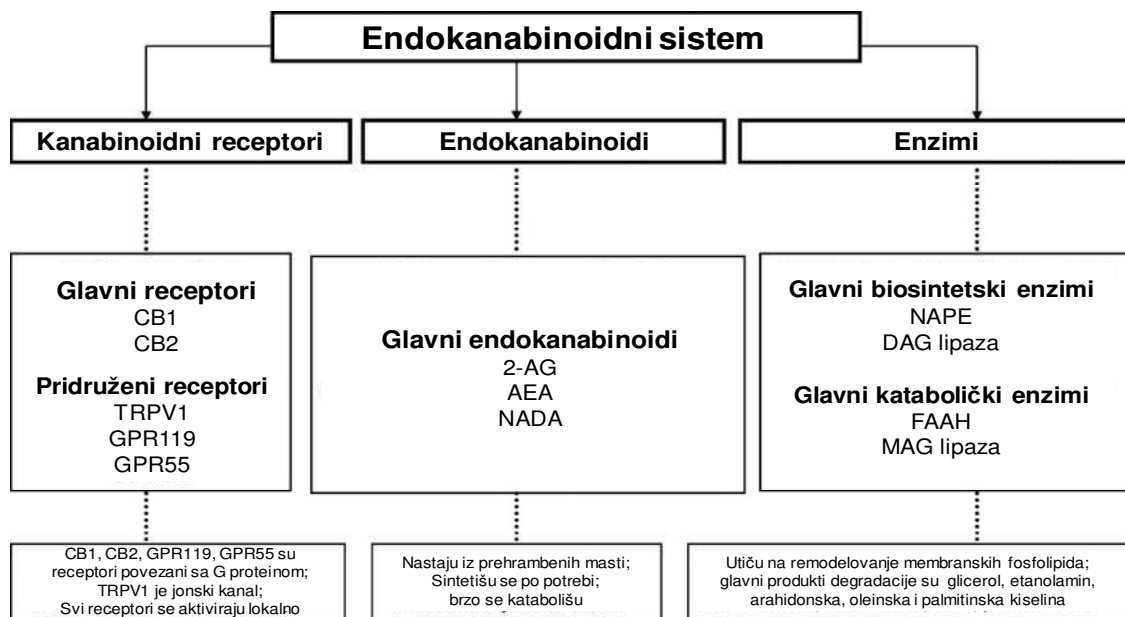 Endokanabinoidni sistem
Kanabinoidni receptori
Endokanabinoidi
Enzimi
Glavni receptori
CB1
CB2
Pridruženi receptori
TRPV1
GPR119
GPR55
Glavni endokanabinoidi
2-AG
AEA
NADA
Glavni biosintetski enzimi
NAPE
DAG lipaza
Glavni katabolički enzimi
FAAH
MAG lipaza
CB1, CB2, GPR119, GPR55 su
receptori povezani sa G proteinom;
TRPV1 je jonski kanal;
Svi receptori se aktiviraju lokalno
Nastaju iz prehrambenih masti;
Sintetišu se po potrebi;
brzo se katabolišu
Utiču na remodelovanje membranskih fosfolipida;
glavni produkti degradacije su glicerol, etanolamin,
arahidonska, oleinska i palmitinska kiselina